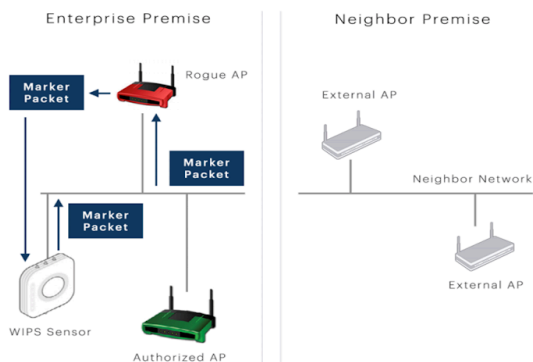 Enterprise Premise
Neighbor Premise
Rogue AP
Marker
Packet
External AP
Marker
Packet
Neighbor Network
Marker
Packet
External AP
WIPS Sensor
Authorized AP